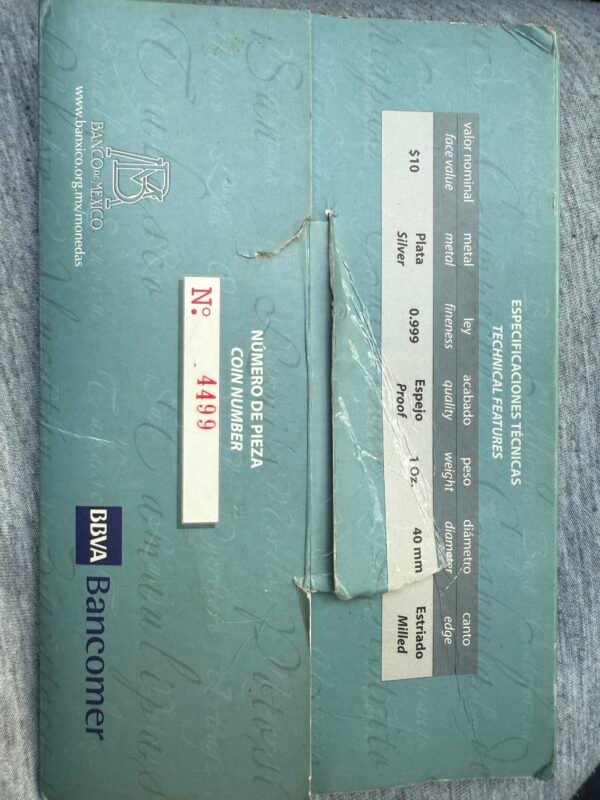 ESPECIFICACIONES TÉCNICAS
TECHNICAL FEATURES
valor nominal metal ley acabado peso diámetro canto
face value metal fineness quality weight diameter edge
$10 Plata 0.999 Espejo 1 Oz. 40 mm Estriado
Silver Proof Milled
NÚMERO DE PIEZA
COIN NUMBER
Nº. 4499
BANCO DE MÉXICO
www.banxico.org.mx/monedas
BBVA Bancomer